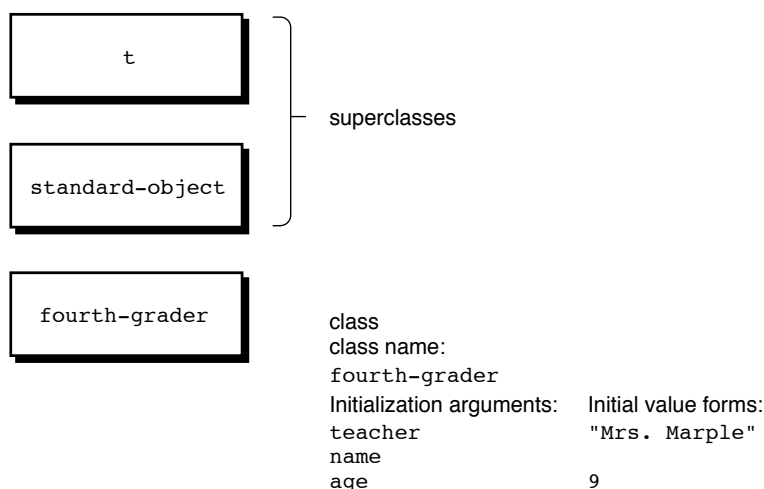 t
superclasses
standard-object
fourth-grader
class
class name:
fourth-grader
Initialization arguments: Initial value forms:
teacher "Mrs. Marple"
name
age 9